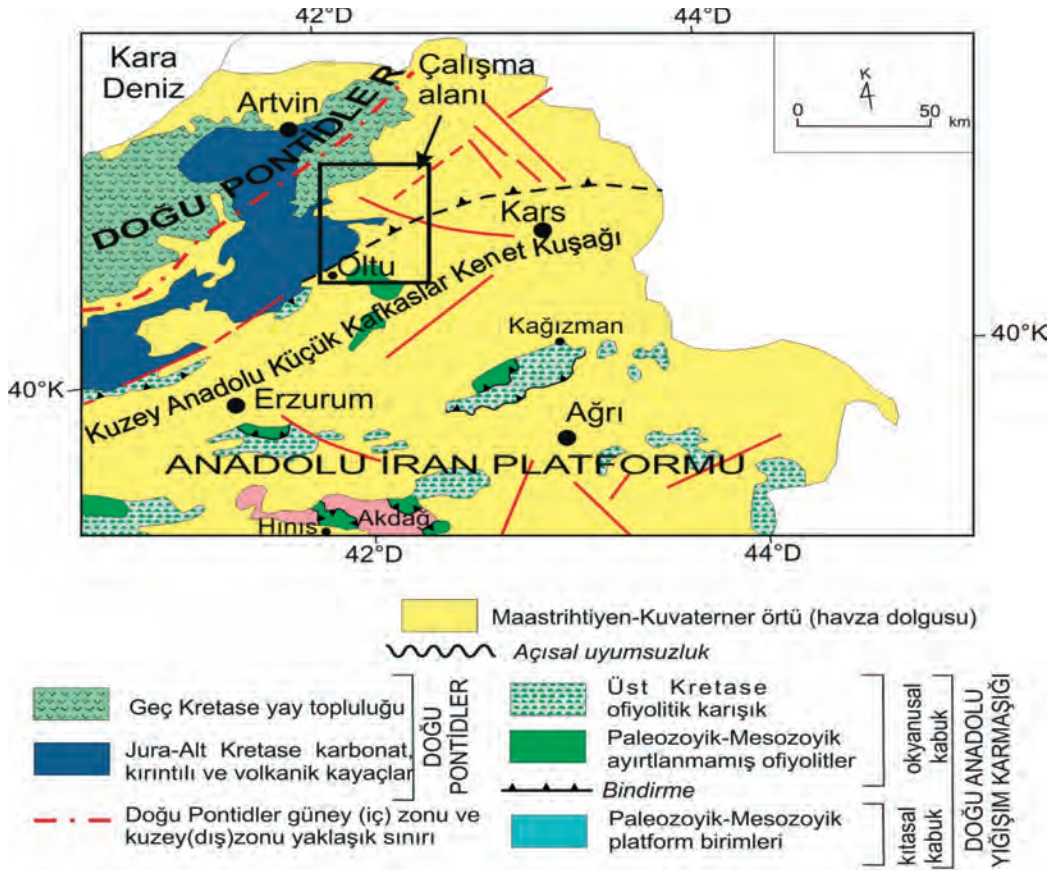 42°D
44°D
Kara
Deniz
Çalışma
alanı
K
0 50
km
Artvin
DOĞU PONTİDLER
Kars
Oltu
Kuzey Anadolu Küçük Kafkaslar Kenet Kuşağı
Kağızman
40°K
40°K
Erzurum
Ağrı
ANADOLU İRAN PLATFORMU
Akdağ
Hınıs
42°D
44°D
Maastrihtiyen-Kuvaterner örtü (havza dolgusu)
Açısal uyumsuzluk
Geç Kretase yay topluluğu
Jura-Alt Kretase karbonat,
kırıntılı ve volkanik kayaçlar
DOĞU
PONTİDLER
Doğu Pontidler güney (iç) zonu ve
kuzey(dış)zonu yaklaşık sınırı
Üst Kretase
ofiyolitik karışık
Paleozoyik-Mesozoyik
ayırtlanmamış ofiyolitler
Bindirme
Paleozoyik-Mesozoyik
platform birimleri
okyanusal
kabuk
kıtasal
kabuk
DOĞU ANADOLU
YIĞIŞIM KARMAŞIĞI